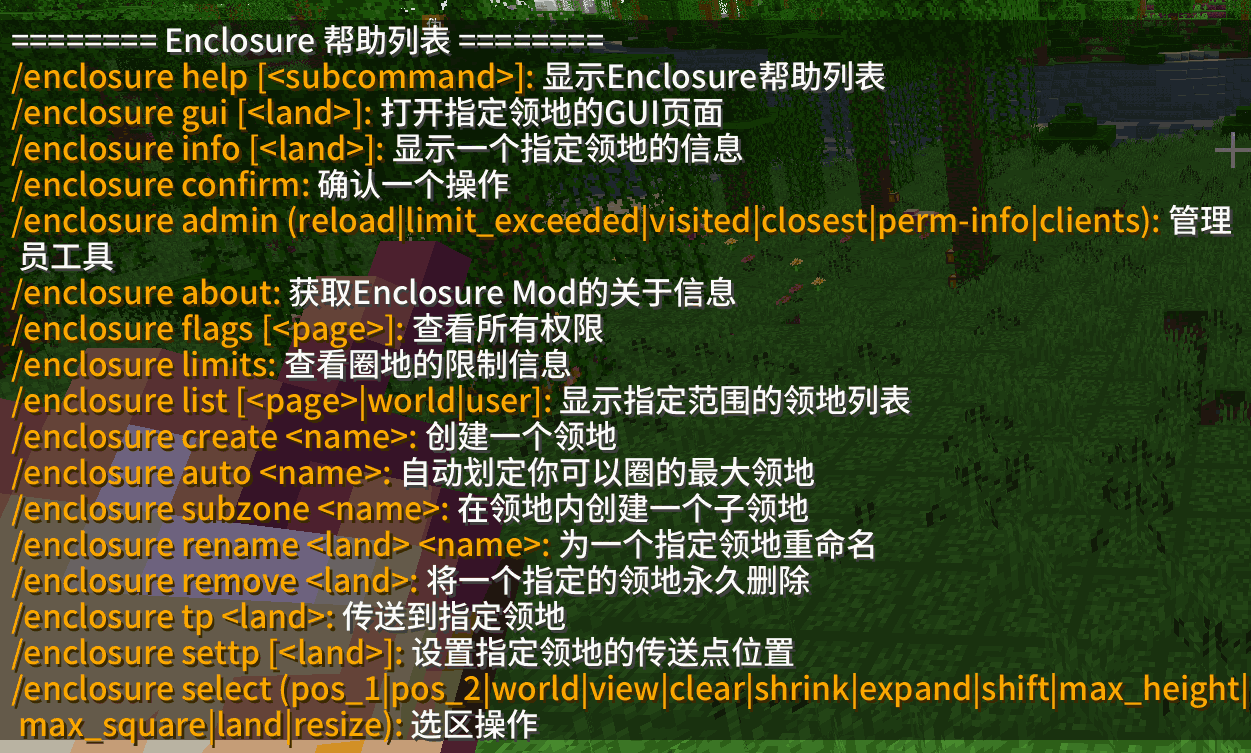 ======== Enclosure 帮助列表 ========
/enclosure help [<subcommand>]: 显示Enclosure帮助列表
/enclosure gui [<land>]: 打开指定领地的GUI页面
/enclosure info [<land>]: 显示一个指定领地的信息
/enclosure confirm: 确认一个操作
/enclosure admin (reload|limit_exceeded|visited|closest|perm-info|clients): 管理
员工具
/enclosure about: 获取Enclosure Mod的关于信息
/enclosure flags [<page>]: 查看所有权限
/enclosure limits: 查看圈地的限制信息
/enclosure list [<page>|world|user]: 显示指定范围的领地列表
/enclosure create <name>: 创建一个领地
/enclosure auto <name>: 自动划定你可以圈的最大领地
/enclosure subzone <name>: 在领地内创建一个子领地
/enclosure rename <land> <name>: 为一个指定领地重命名
/enclosure remove <land>: 将一个指定的领地永久删除
/enclosure tp <land>: 传送到指定领地
/enclosure settp [<land>]: 设置指定领地的传送点位置
/enclosure select (pos_1|pos_2|world|view|clear|shrink|expand|shift|max_height|
max_square|land|resize): 选区操作